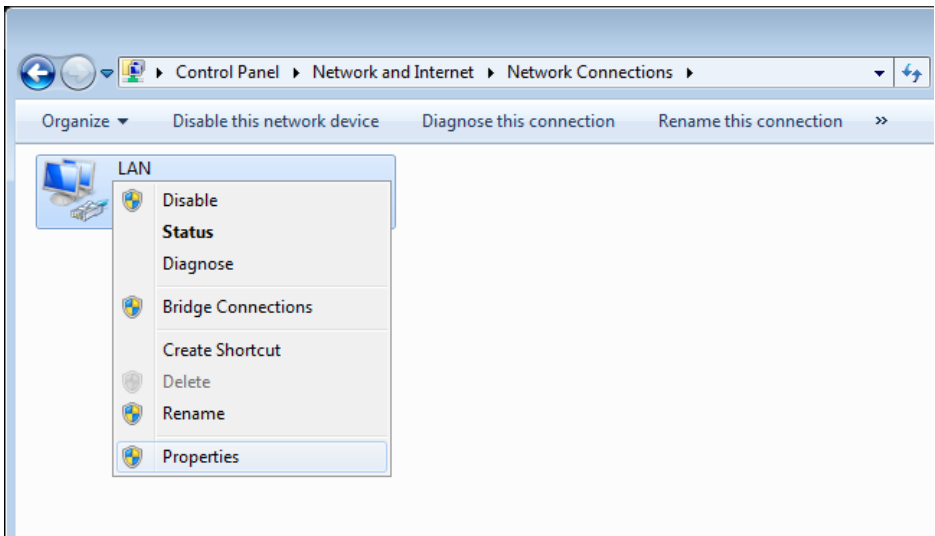 Control Panel Network and Internet Network Connections
Organize Disable this network device Diagnose this connection Rename this connection »
LAN
Disable
Status
Diagnose
Bridge Connections
Create Shortcut
Delete
Rename
Properties